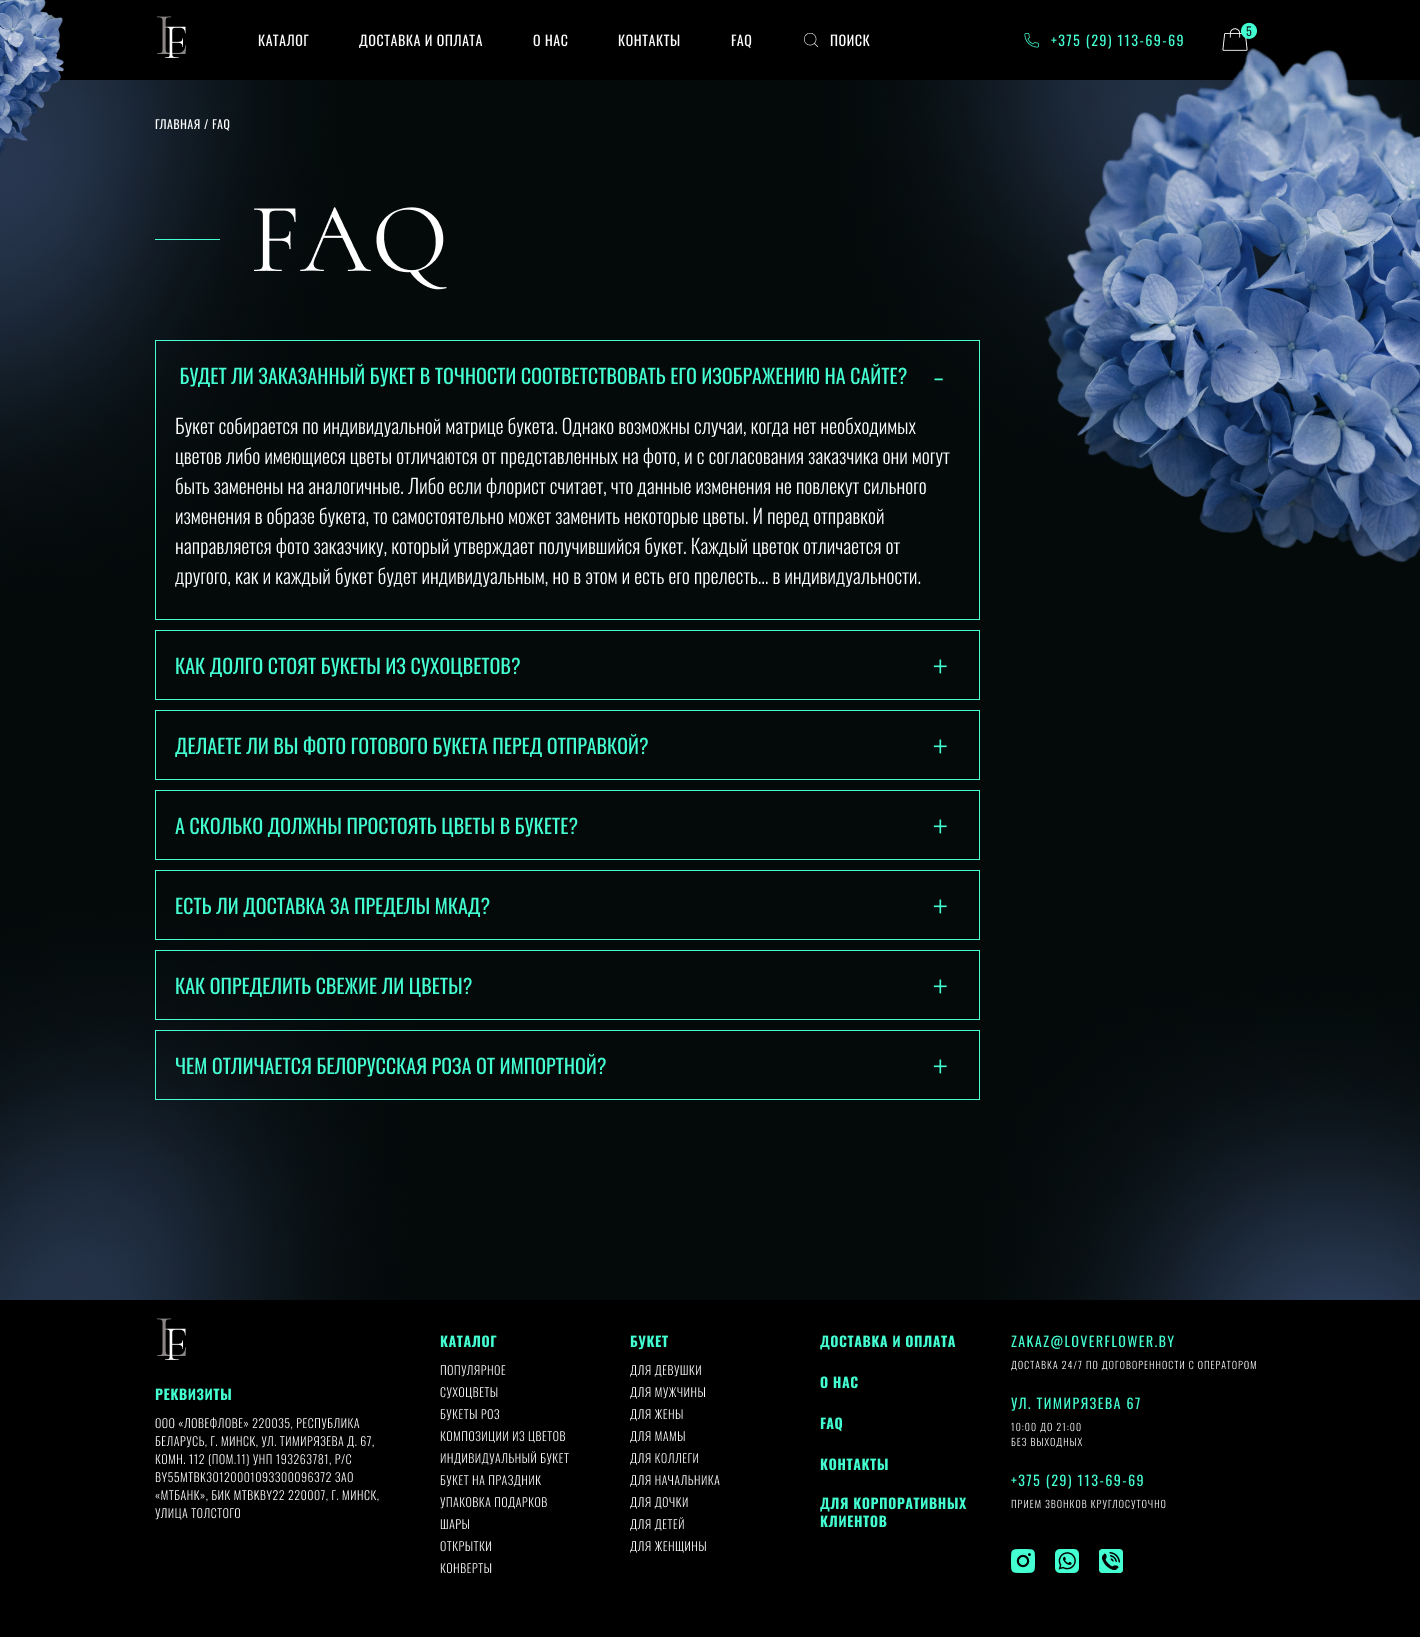 LF
КАТАЛОГ ДОСТАВКА И ОПЛАТА О НАС КОНТАКТЫ FAQ ПОИСК +375 (29) 113-69-69 5
ГЛАВНАЯ / FAQ
FAQ
БУДЕТ ЛИ ЗАКАЗАННЫЙ БУКЕТ В ТОЧНОСТИ СООТВЕТСТВОВАТЬ ЕГО ИЗОБРАЖЕНИЮ НА САЙТЕ? –
Букет собирается по индивидуальной матрице букета. Однако возможны случаи, когда нет необходимых
цветов либо имеющиеся цветы отличаются от представленных на фото, и с согласования заказчика они могут
быть заменены на аналогичные. Либо если флорист считает, что данные изменения не повлекут сильного
изменения в образе букета, то самостоятельно может заменить некоторые цветы. И перед отправкой
направляется фото заказчику, который утверждает получившийся букет. Каждый цветок отличается от
другого, как и каждый букет будет индивидуальным, но в этом и есть его прелесть... в индивидуальности.
КАК ДОЛГО СТОЯТ БУКЕТЫ ИЗ СУХОЦВЕТОВ? +
ДЕЛАЕТЕ ЛИ ВЫ ФОТО ГОТОВОГО БУКЕТА ПЕРЕД ОТПРАВКОЙ? +
А СКОЛЬКО ДОЛЖНЫ ПРОСТОЯТЬ ЦВЕТЫ В БУКЕТЕ? +
ЕСТЬ ЛИ ДОСТАВКА ЗА ПРЕДЕЛЫ МКАД? +
КАК ОПРЕДЕЛИТЬ СВЕЖИЕ ЛИ ЦВЕТЫ? +
ЧЕМ ОТЛИЧАЕТСЯ БЕЛОРУССКАЯ РОЗА ОТ ИМПОРТНОЙ? +
LF
РЕКВИЗИТЫ
ООО «ЛОВЕФЛОВЕ» 220035, РЕСПУБЛИКА
БЕЛАРУСЬ, Г. МИНСК, УЛ. ТИМИРЯЗЕВА Д. 67,
КОМН. 112 (ПОМ.11) УНП 193263781, Р/С
BY55MTBK30120001093300096372 ЗАО
«МТБАНК», БИК MTBKBY22 220007, Г. МИНСК,
УЛИЦА ТОЛСТОГО
КАТАЛОГ
ПОПУЛЯРНОЕ
СУХОЦВЕТЫ
БУКЕТЫ РОЗ
КОМПОЗИЦИИ ИЗ ЦВЕТОВ
ИНДИВИДУАЛЬНЫЙ БУКЕТ
БУКЕТ НА ПРАЗДНИК
УПАКОВКА ПОДАРКОВ
ШАРЫ
ОТКРЫТКИ
КОНВЕРТЫ
БУКЕТ
ДЛЯ ДЕВУШКИ
ДЛЯ МУЖЧИНЫ
ДЛЯ ЖЕНЫ
ДЛЯ МАМЫ
ДЛЯ КОЛЛЕГИ
ДЛЯ НАЧАЛЬНИКА
ДЛЯ ДОЧКИ
ДЛЯ ДЕТЕЙ
ДЛЯ ЖЕНЩИНЫ
ДОСТАВКА И ОПЛАТА
О НАС
FAQ
КОНТАКТЫ
ДЛЯ КОРПОРАТИВНЫХ
КЛИЕНТОВ
ZAKAZ@LOVERFLOWER.BY
ДОСТАВКА 24/7 ПО ДОГОВОРЕННОСТИ С ОПЕРАТОРОМ
УЛ. ТИМИРЯЗЕВА 67
10:00 ДО 21:00
БЕЗ ВЫХОДНЫХ
+375 (29) 113-69-69
ПРИЕМ ЗВОНКОВ КРУГЛОСУТОЧНО